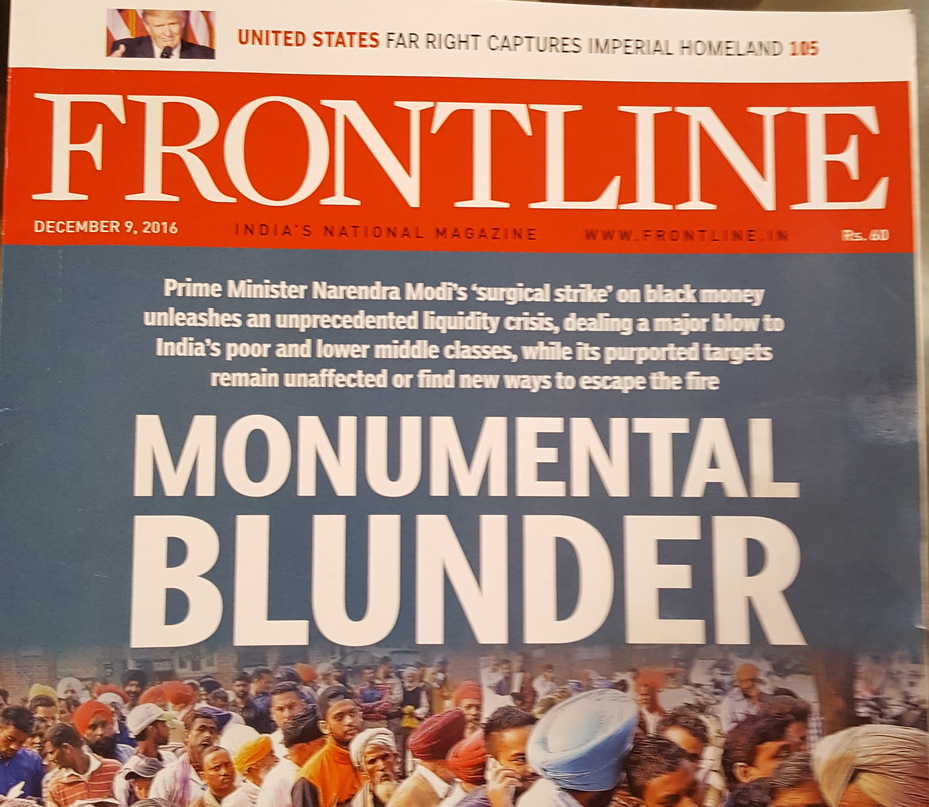 UNITED STATES FAR RIGHT CAPTURES IMPERIAL HOMELAND 105
FRONTLINE
DECEMBER 9, 2016 INDIA'S NATIONAL MAGAZINE WWW.FRONTLINE.IN Rs. 60
Prime Minister Narendra Modi's 'surgical strike' on black money
unleashes an unprecedented liquidity crisis, dealing a major blow to
India's poor and lower middle classes, while its purported targets
remain unaffected or find new ways to escape the fire
MONUMENTAL
BLUNDER